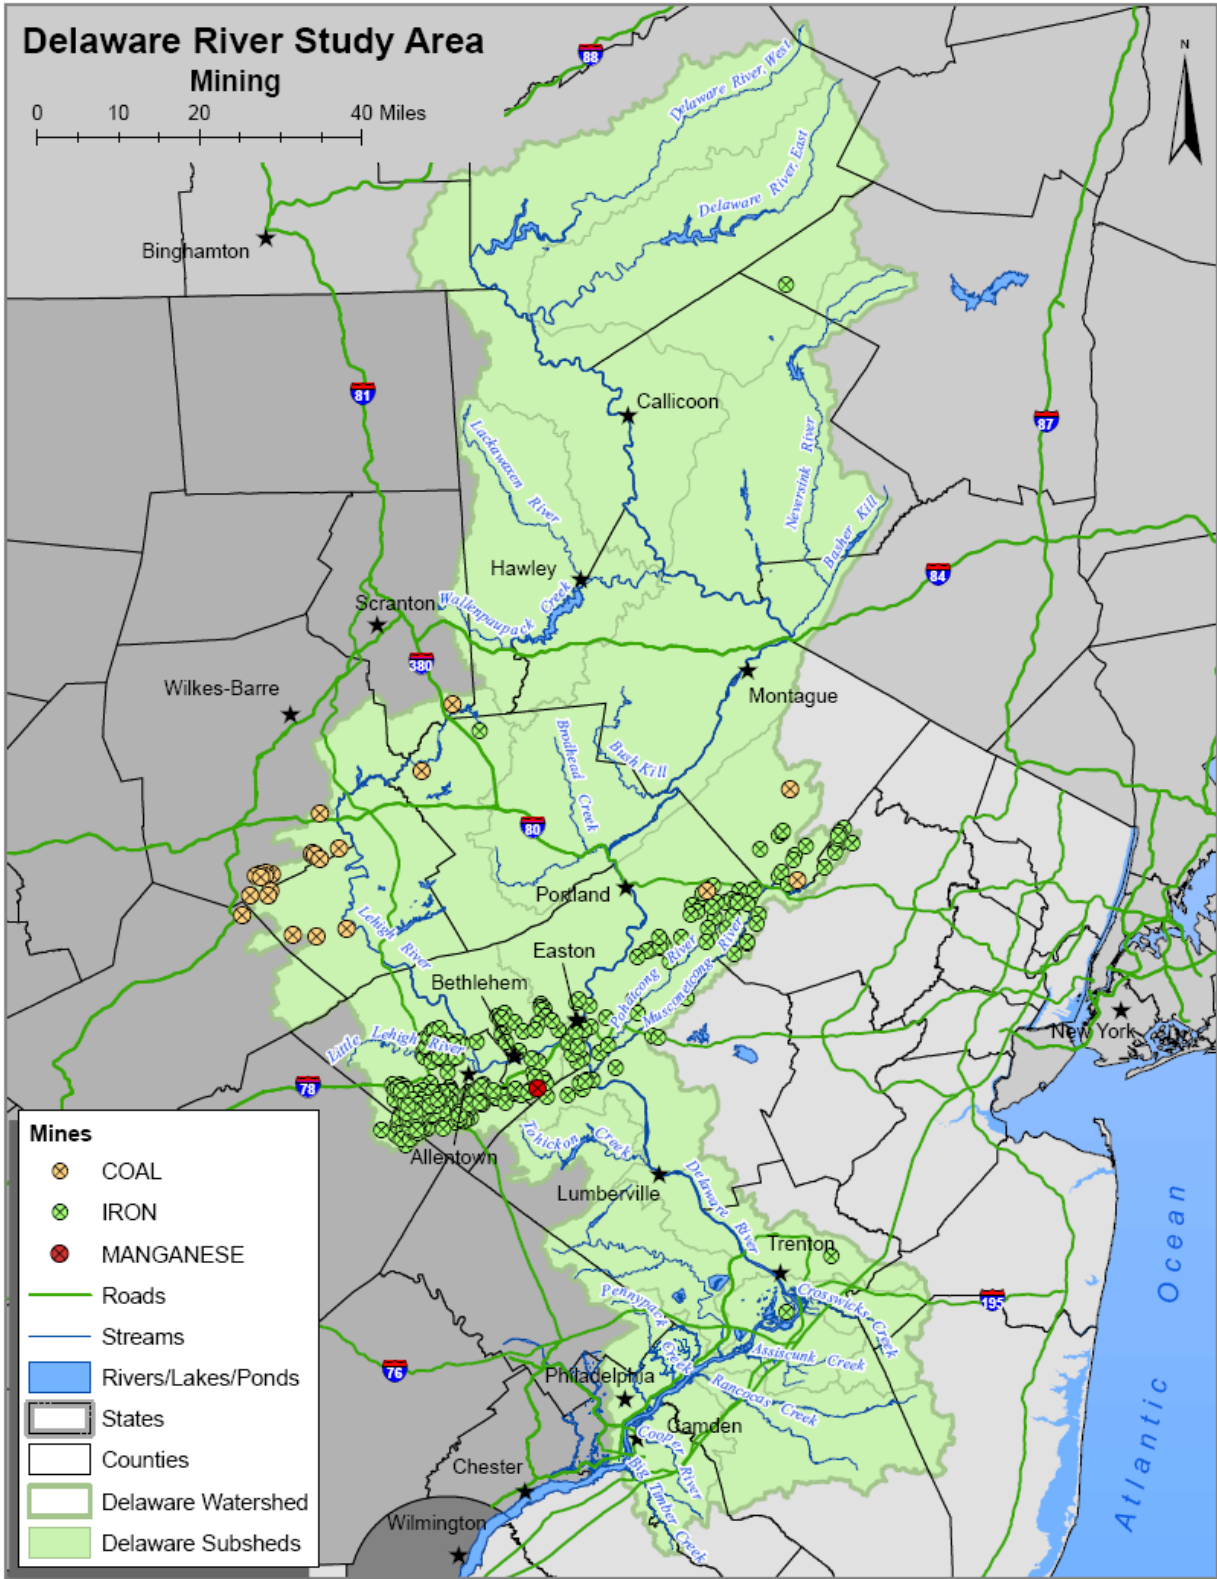 Delaware River Study Area
Mining
0 10 20 40 Miles
N
88
Delaware River, West
Delaware River, East
Binghamton
81
Callicoon
87
Lackawaxen River
Neversink River
Basher Kill
Hawley
84
Wallenpaupack Creek
Scranton
380
Wilkes-Barre
Montague
Brodhead Creek
Bush Kill
80
Portland
Lehigh River
Easton
Bethlehem
Pohatcong River
Musconetcong River
New York
Little Lehigh River
78
Tohickon Creek
Allentown
Lumberville
Delaware River
Trenton
Crosswicks Creek
195
Pennypack Creek
Assiscunk Creek
76
Philadelphia
Rancocas Creek
Camden
Cooper River
Chester
Big Timber Creek
Wilmington
Atlantic Ocean
Mines
COAL
IRON
MANGANESE
Roads
Streams
Rivers/Lakes/Ponds
States
Counties
Delaware Watershed
Delaware Subsheds